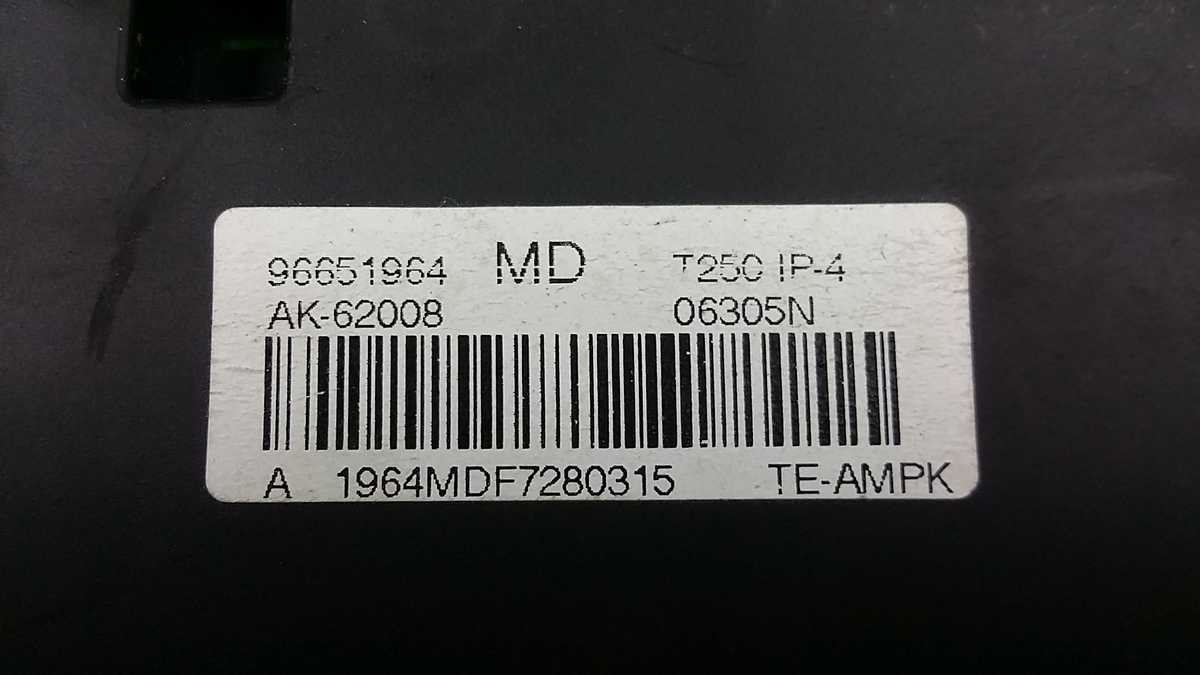 96651964 MD T250 IP-4
AK-62008 06305N
A 1964MDF7280315 TE-AMPK